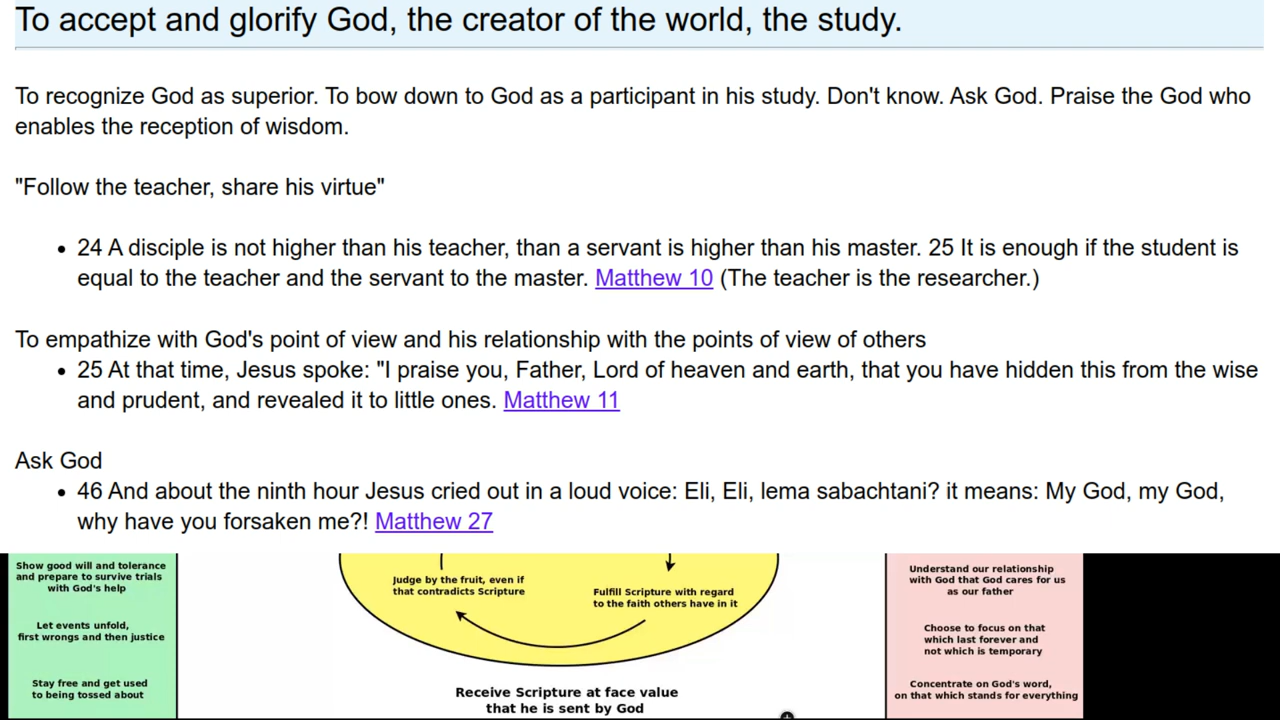 To accept and glorify God, the creator of the world, the study.
To recognize God as superior. To bow down to God as a participant in his study. Don't know. Ask God. Praise the God who
enables the reception of wisdom.
"Follow the teacher, share his virtue"
24 A disciple is not higher than his teacher, than a servant is higher than his master. 25 It is enough if the student is
equal to the teacher and the servant to the master. Matthew 10 (The teacher is the researcher.)
To empathize with God's point of view and his relationship with the points of view of others
25 At that time, Jesus spoke: "I praise you, Father, Lord of heaven and earth, that you have hidden this from the wise
and prudent, and revealed it to little ones. Matthew 11
Ask God
46 And about the ninth hour Jesus cried out in a loud voice: Eli, Eli, lema sabachtani? it means: My God, my God,
why have you forsaken me?! Matthew 27
Show good will and tolerance
and prepare to survive trials
with God's help
Let events unfold,
first wrongs and then justice
Stay free and get used
to being tossed about
Judge by the fruit, even if
that contradicts Scripture
Fulfill Scripture with regard
to the faith others have in it
Receive Scripture at face value
that he is sent by God
Understand our relationship
with God that God cares for us
as our father
Choose to focus on that
which last forever and
not which is temporary
Concentrate on God's word,
on that which stands for everything